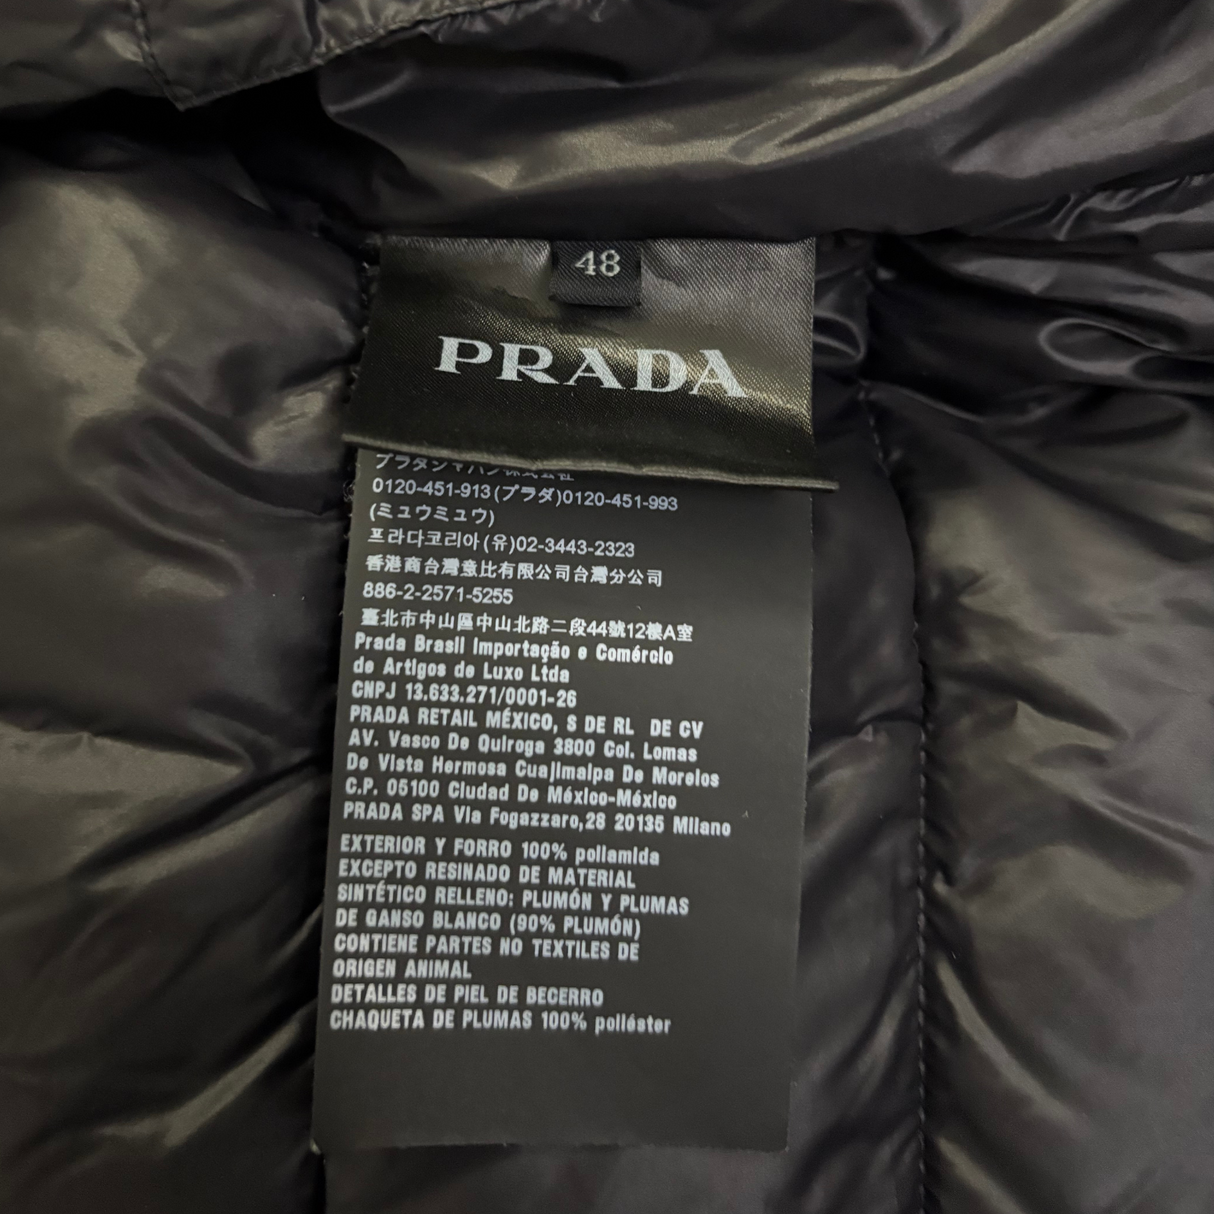 48
PRADA
プラダジャパン株式会社
0120-451-913(プラダ)0120-451-993
(ミュウミュウ)
프라다코리아(유)02-3443-2323
香港商台灣意比有限公司台灣分公司
886-2-2571-5255
臺北市中山區中山北路二段44號12樓A室
Prada Brasil Importação e Comércio
de Artigos de Luxo Ltda
CNPJ 13.633.271/0001-26
PRADA RETAIL MÉXICO, S DE RL DE CV
AV. Vasco De Quiroga 3800 Col. Lomas
De Vista Hermosa Cuajimalpa De Morelos
C.P. 05100 Ciudad De México-México
PRADA SPA Via Fogazzaro,28 20135 Milano
EXTERIOR Y FORRO 100% poliamida
EXCEPTO RESINADO DE MATERIAL
SINTÉTICO RELLENO: PLUMÓN Y PLUMAS
DE GANSO BLANCO (90% PLUMÓN)
CONTIENE PARTES NO TEXTILES DE
ORIGEN ANIMAL
DETALLES DE PIEL DE BECERRO
CHAQUETA DE PLUMAS 100% poliéster